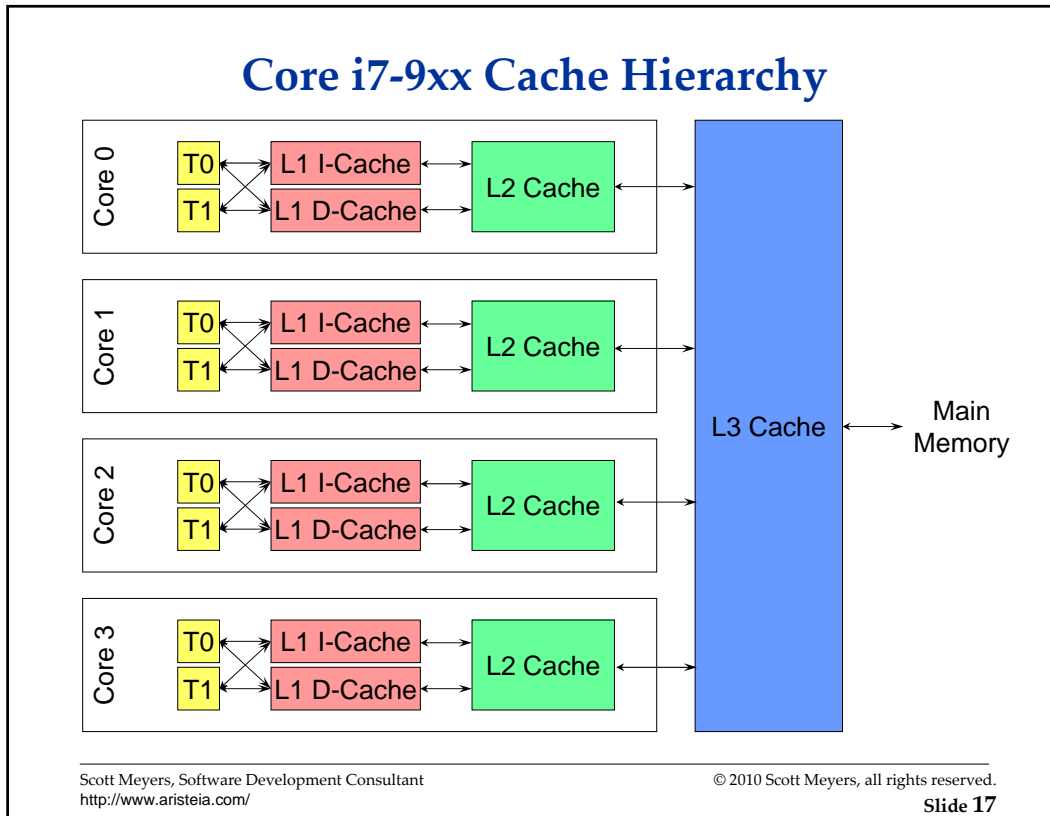 Core i7-9xx Cache Hierarchy
Core 0
T0
T1
L1 I-Cache
L1 D-Cache
L2 Cache
Core 1
T0
T1
L1 I-Cache
L1 D-Cache
L2 Cache
Core 2
T0
T1
L1 I-Cache
L1 D-Cache
L2 Cache
Core 3
T0
T1
L1 I-Cache
L1 D-Cache
L2 Cache
L3 Cache
Main
Memory
Scott Meyers, Software Development Consultant
http://www.aristeia.com/
© 2010 Scott Meyers, all rights reserved.
Slide 17